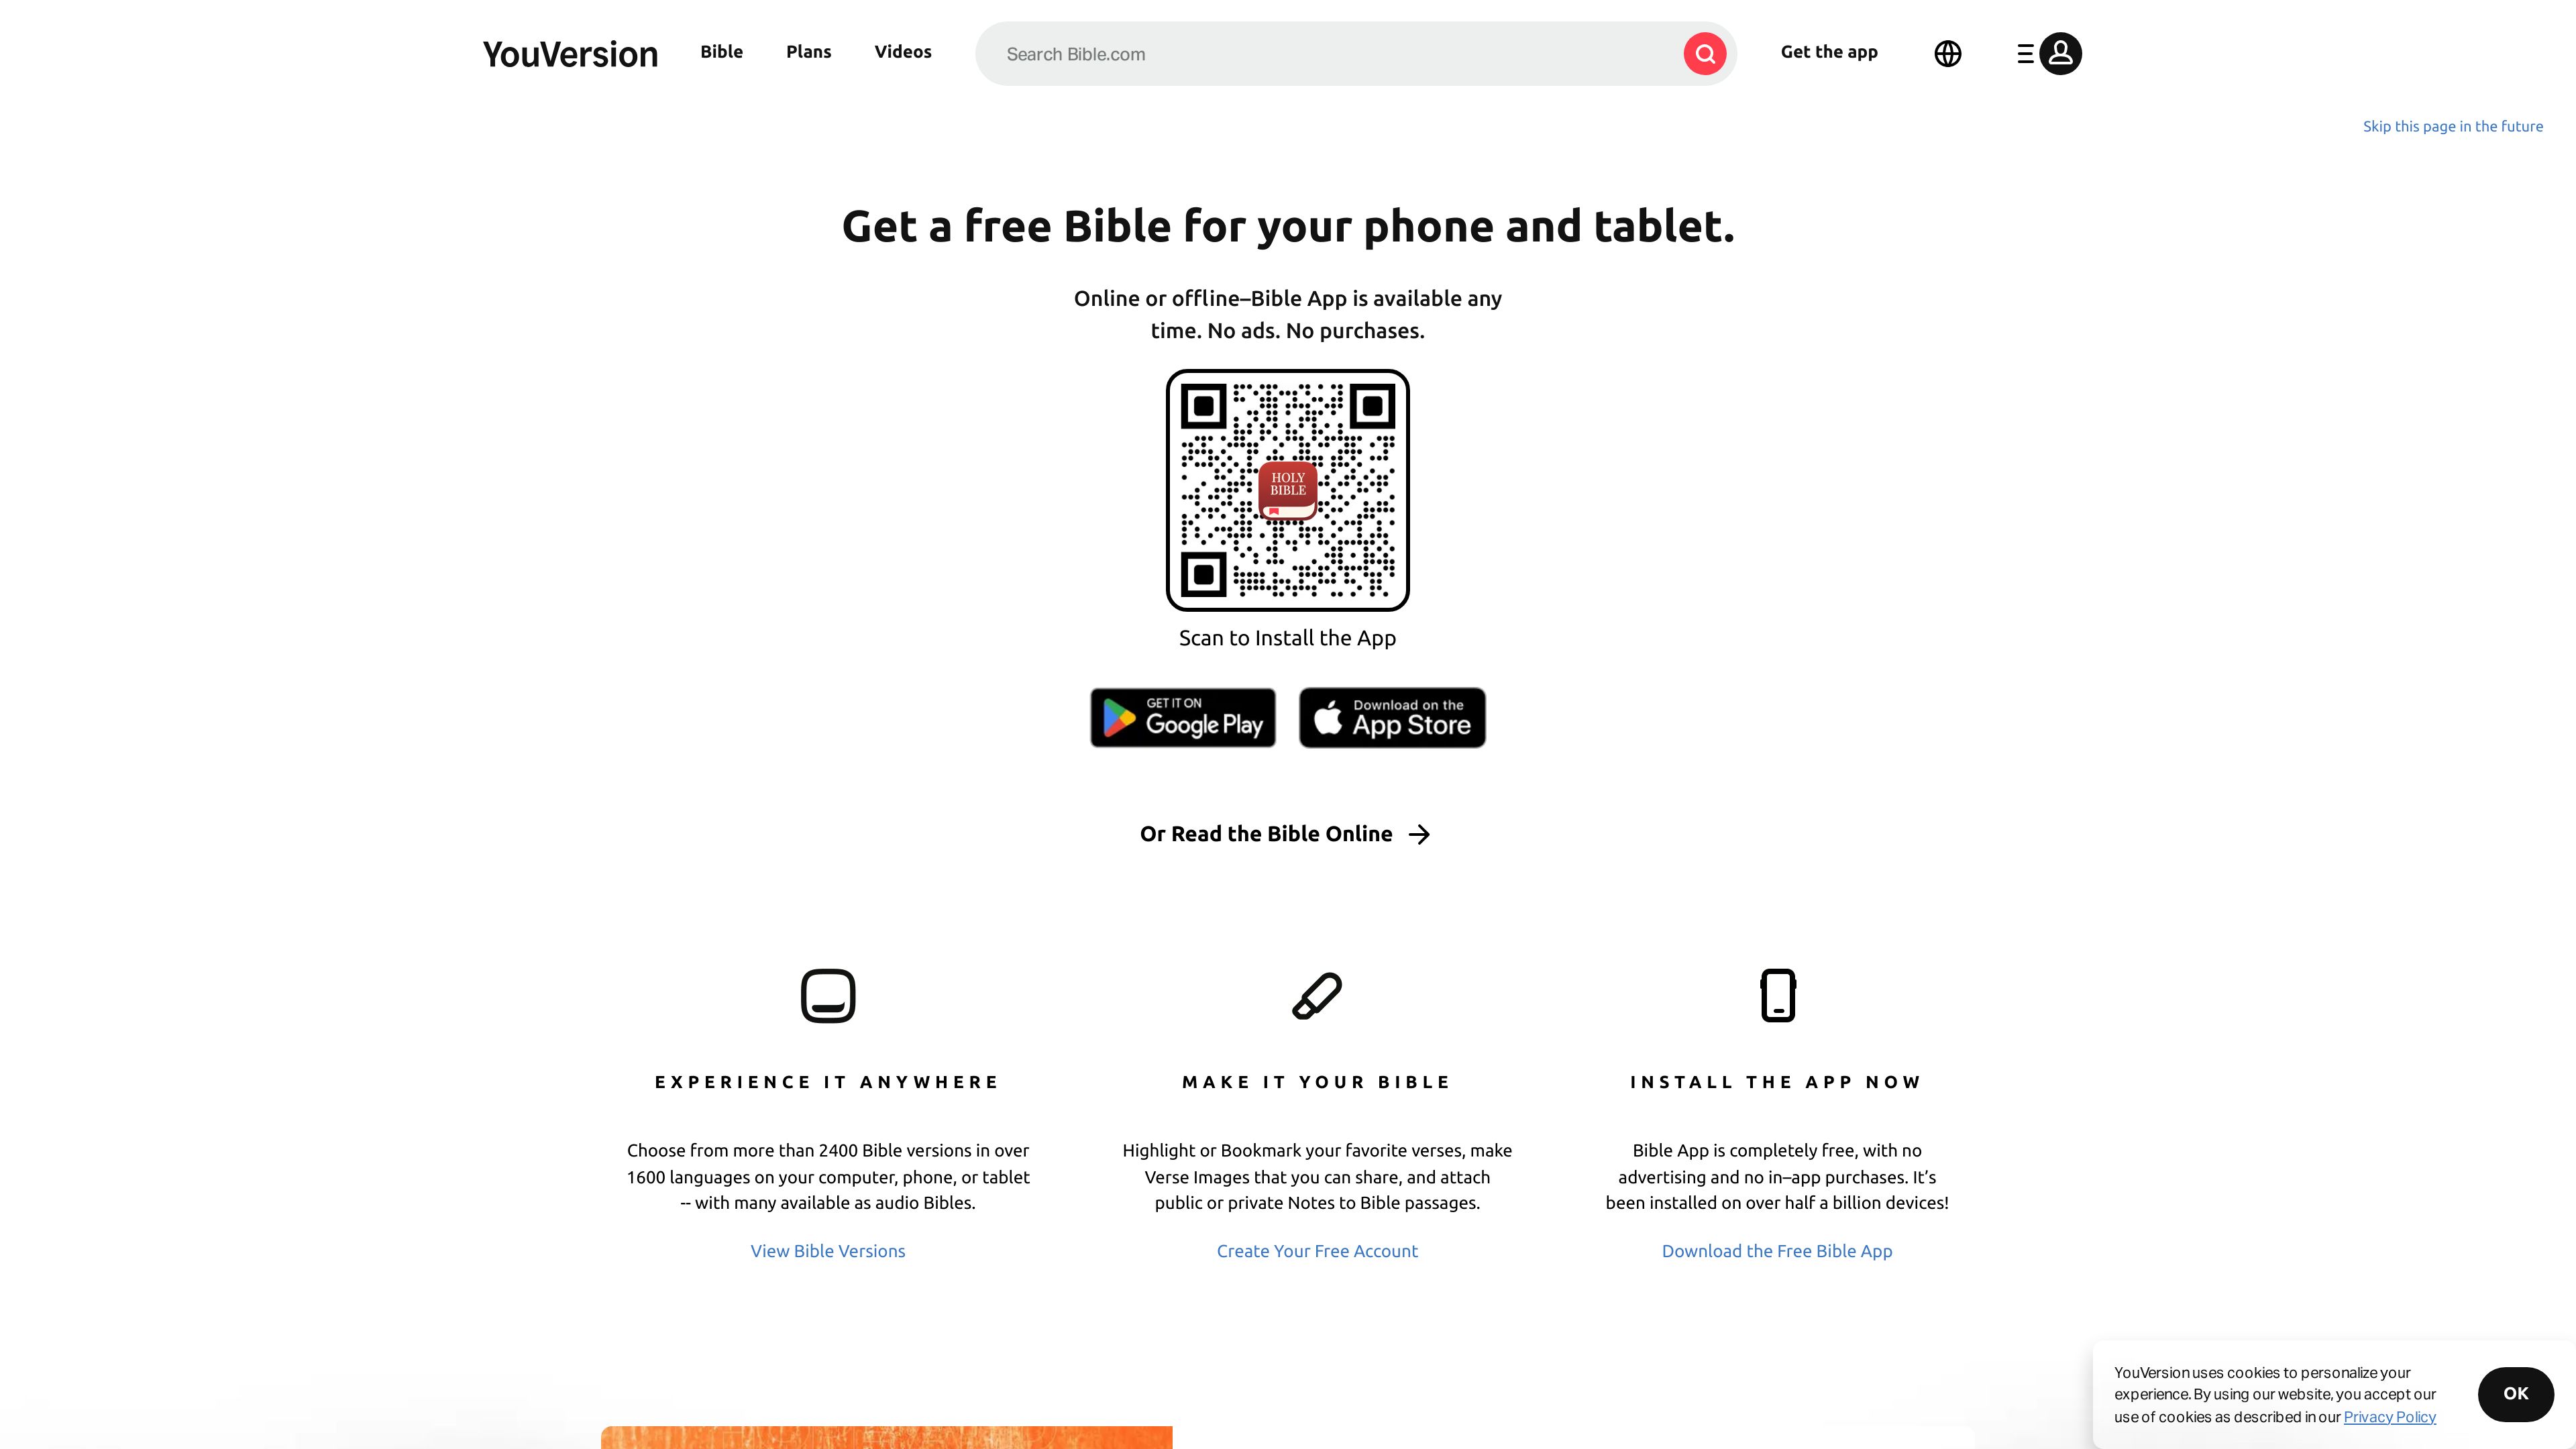 YouVersion
Bible
Plans
Videos
Search Bible.com
Get the app
Skip this page in the future
Get a free Bible for your phone and tablet.
Online or offline–Bible App is available any
time. No ads. No purchases.
HOLY
BIBLE
Scan to Install the App
GET IT ON
Google Play
Download on the
App Store
Or Read the Bible Online
EXPERIENCE IT ANYWHERE
Choose from more than 2400 Bible versions in over
1600 languages on your computer, phone, or tablet
-- with many available as audio Bibles.
View Bible Versions
MAKE IT YOUR BIBLE
Highlight or Bookmark your favorite verses, make
Verse Images that you can share, and attach
public or private Notes to Bible passages.
Create Your Free Account
INSTALL THE APP NOW
Bible App is completely free, with no
advertising and no in–app purchases. It’s
been installed on over half a billion devices!
Download the Free Bible App
YouVersion uses cookies to personalize your
experience. By using our website, you accept our
use of cookies as described in our Privacy Policy
OK